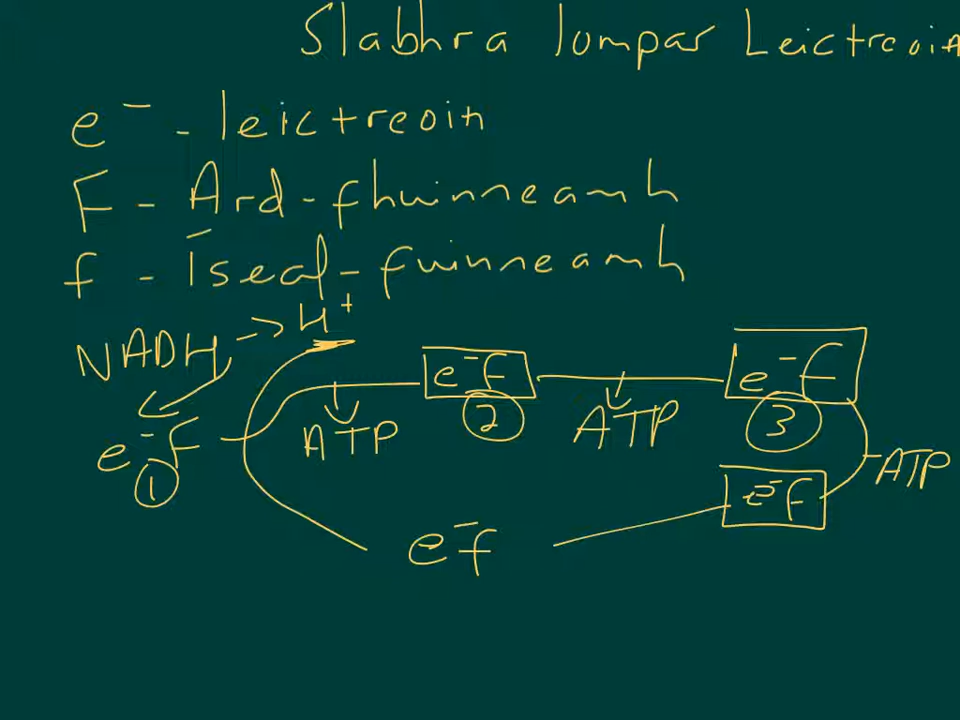 Slabhra Iompar Leictreoin
e⁻ - leictreoin
F - Ard-fhuinneamh
f - Íseal-fuinneamh
NADH → H⁺
e⁻F
1
ATP
e⁻f
2
ATP
e⁻f
3
ATP
e⁻f
e⁻f